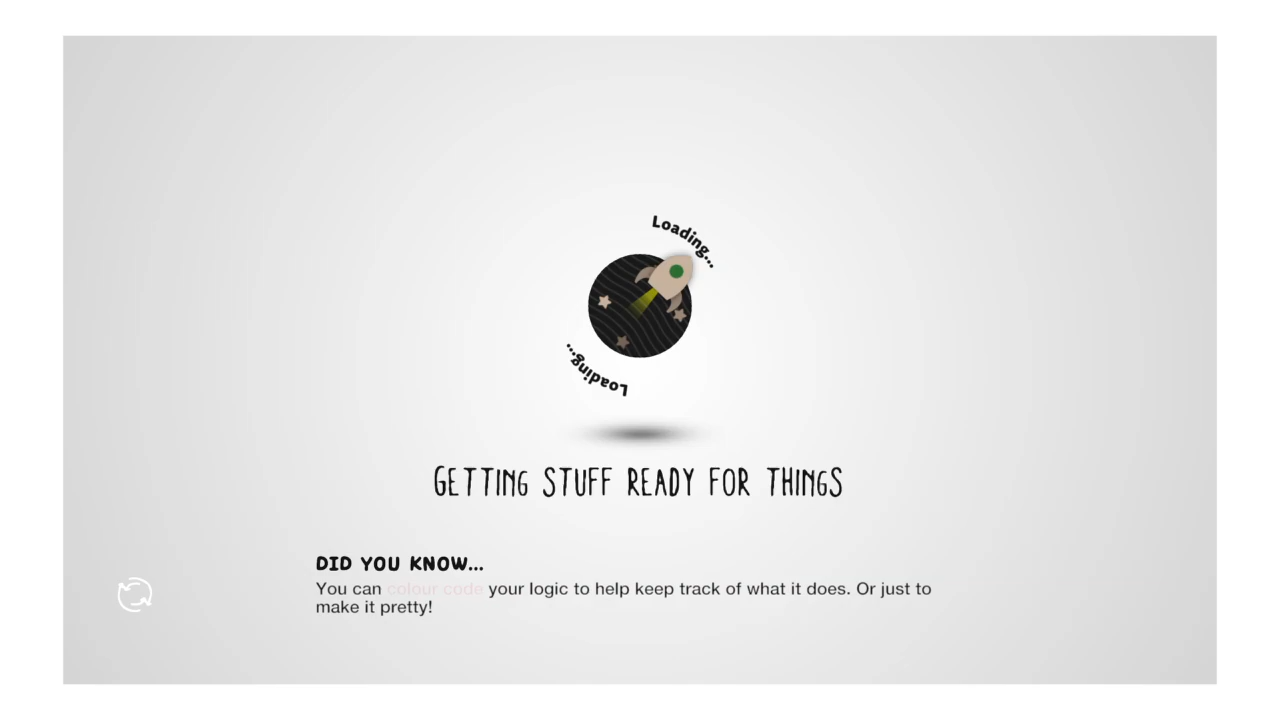 Loading...
Loading...
GETTING STUFF READY FOR THINGS
DID YOU KNOW...
You can colour code your logic to help keep track of what it does. Or just to
make it pretty!